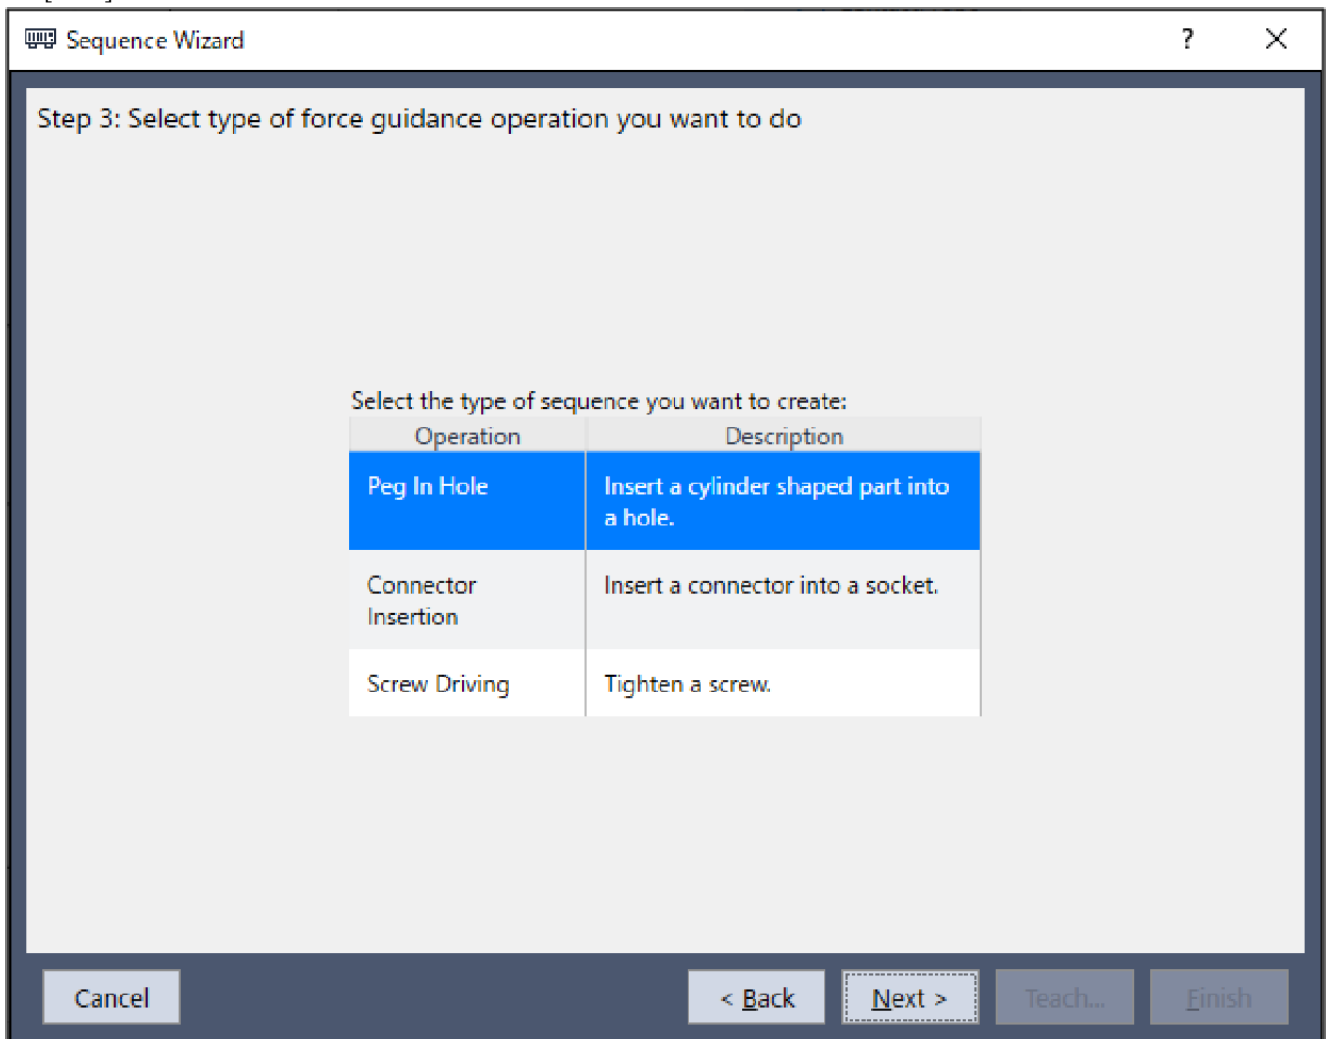 Sequence Wizard
?
Step 3: Select type of force guidance operation you want to do
Select the type of sequence you want to create:
Operation Description
Peg In Hole Insert a cylinder shaped part into
a hole.
Connector Insert a connector into a socket.
Insertion
Screw Driving Tighten a screw.
Cancel < Back Next > Teach... Finish